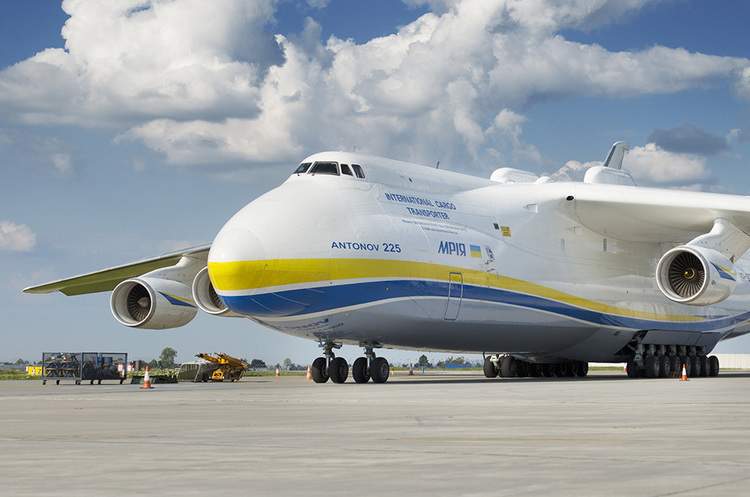 INTERNATIONAL CARGO
TRANSPORTER
ANTONOV 225
МРІЯ